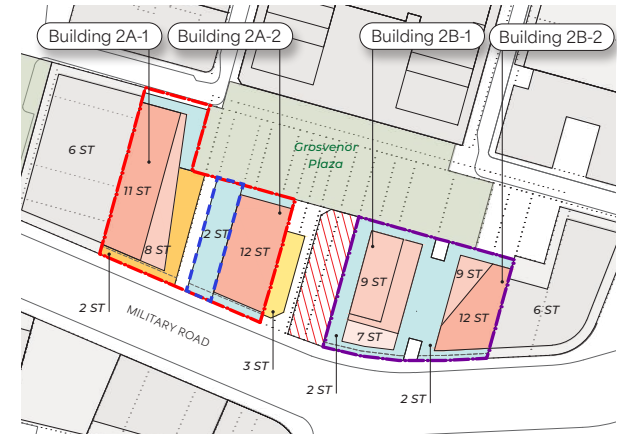 Building 2A-1
Building 2A-2
Building 2B-1
Building 2B-2
Grosvenor
Plaza
6 ST
11 ST
8 ST
2 ST
12 ST
9 ST
7 ST
9 ST
12 ST
6 ST
2 ST
MILITARY ROAD
3 ST
2 ST
2 ST